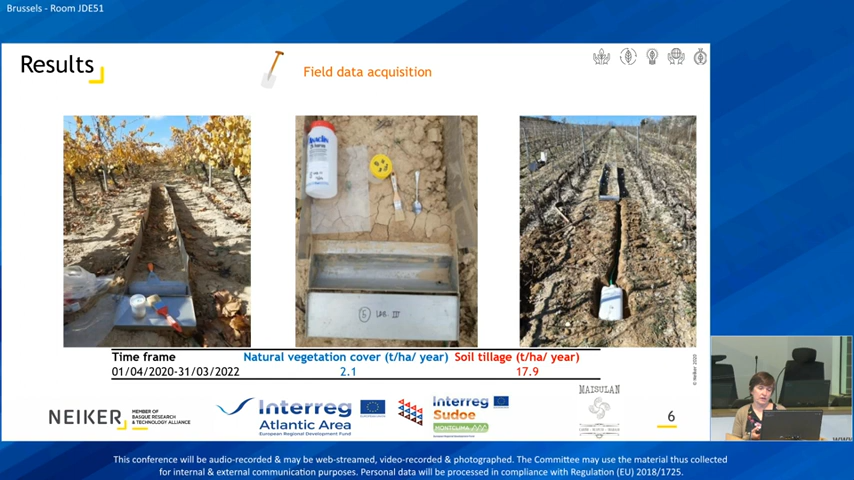 Brussels - Room JDE51
Results
Field data acquisition
Time frame
Natural vegetation cover (t/ha/ year)
Soil tillage (t/ha/ year)
01/04/2020-31/03/2022
2.1
17.9
© Neiker 2020
NEIKER
MEMBER OF
BASQUE RESEARCH
& TECHNOLOGY ALLIANCE
Interreg
Atlantic Area
European Regional Development Fund
Interreg
Sudoe
MONTCLIMA
MAISULAN
6
This conference will be audio-recorded & may be web-streamed, video-recorded & photographed. The Committee may use the material thus collected
for internal & external communication purposes. Personal data will be processed in compliance with Regulation (EU) 2018/1725.